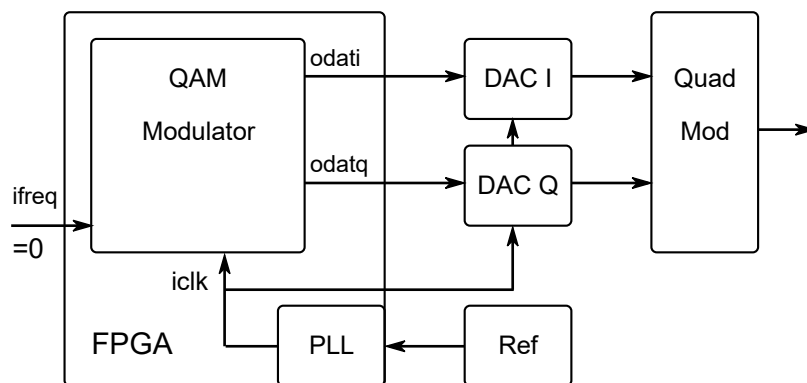 QAM
Modulator
odati
odatq
DAC I
DAC Q
Quad
Mod
ifreq
=0
iclk
FPGA
PLL
Ref